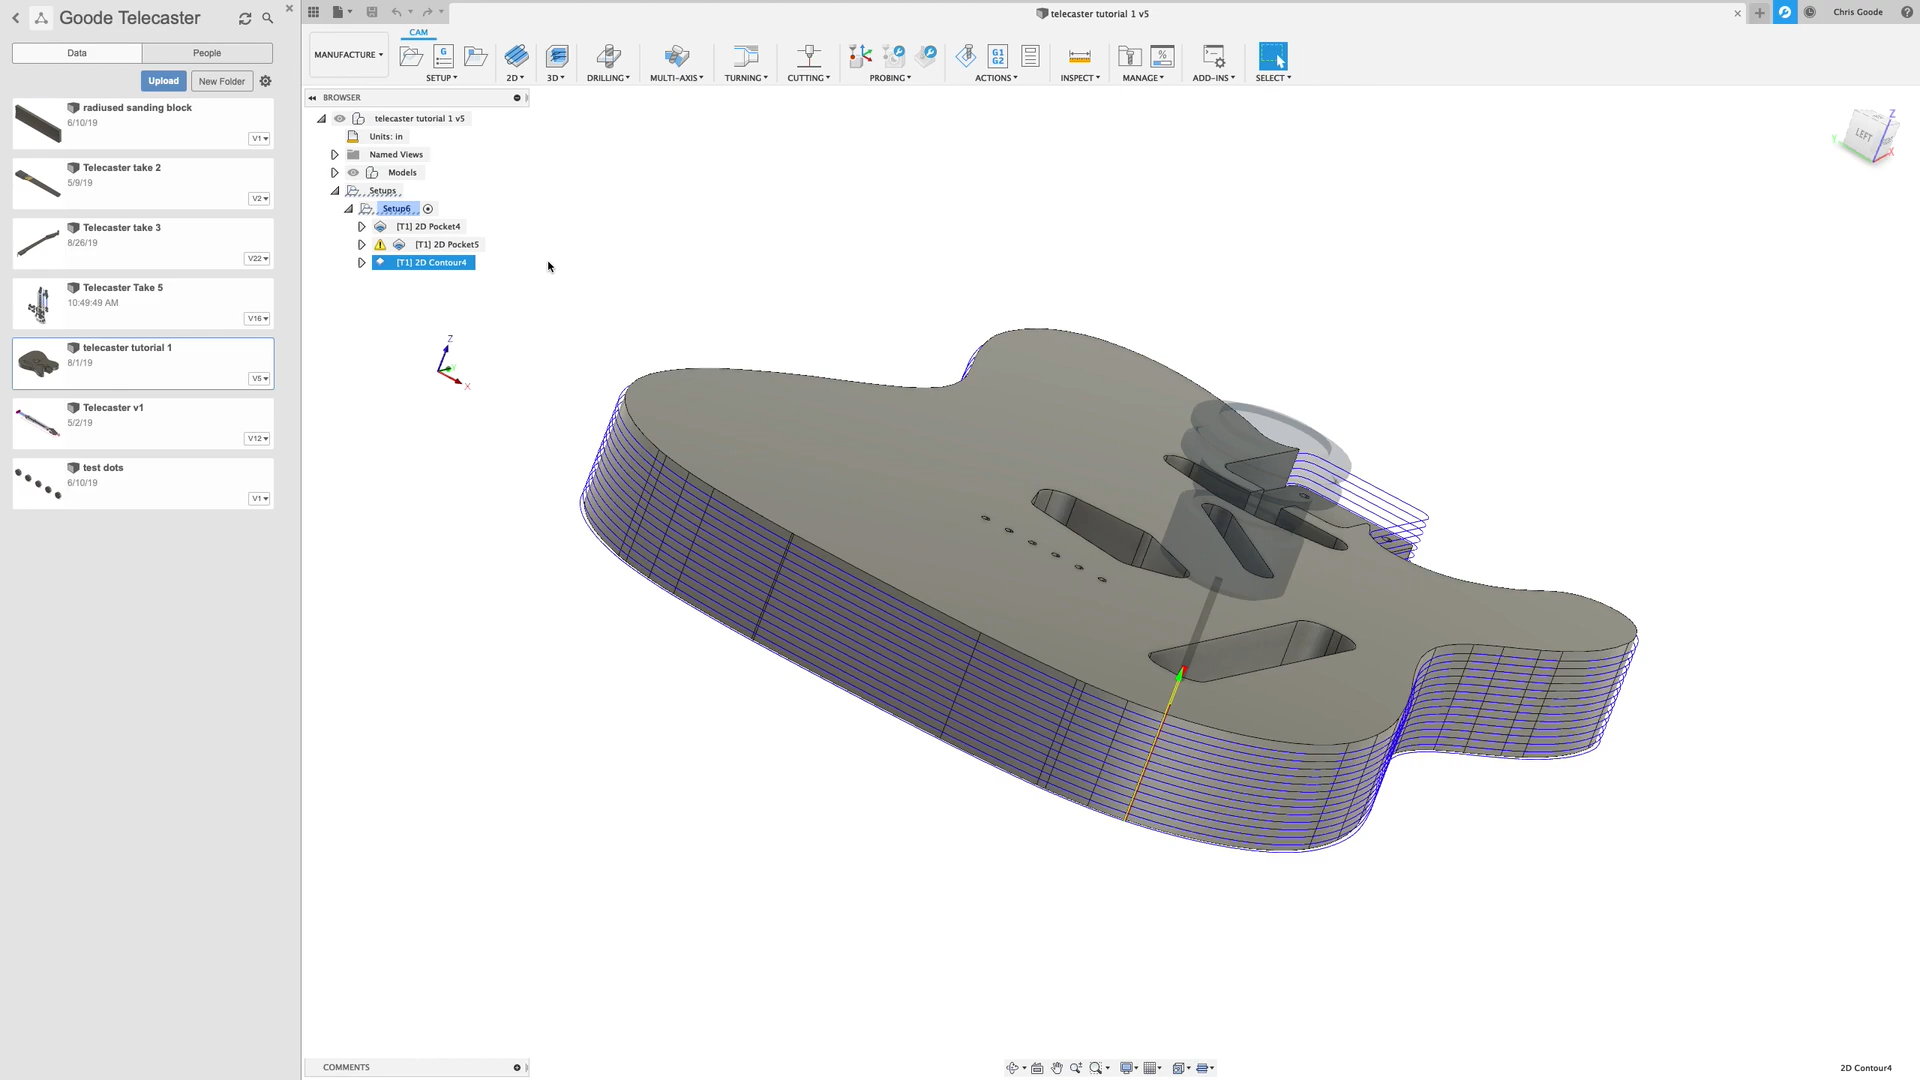 Goode Telecaster
Data
People
Upload
New Folder
radiused sanding block
6/10/19
V1
Telecaster take 2
5/9/19
V2
Telecaster take 3
8/26/19
V22
Telecaster Take 5
10:49:49 AM
V16
telecaster tutorial 1
8/1/19
V5
Telecaster v1
5/2/19
V12
test dots
6/10/19
V1
telecaster tutorial 1 v5
Chris Goode
CAM
MANUFACTURE
G
G1
G2
SETUP
2D
3D
DRILLING
MULTI-AXIS
TURNING
CUTTING
PROBING
ACTIONS
INSPECT
MANAGE
ADD-INS
SELECT
BROWSER
telecaster tutorial 1 v5
Units: in
Named Views
Models
Setups
Setup6
[T1] 2D Pocket4
[T1] 2D Pocket5
[T1] 2D Contour4
Z
X
Z
LEFT
Y
X
COMMENTS
2D Contour4